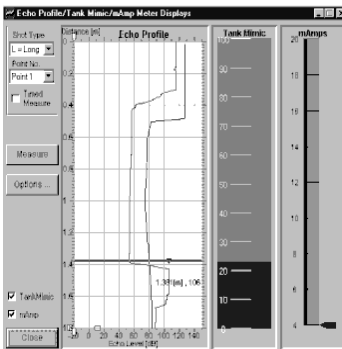 Echo Profile/Tank Mimic/mAmp Meter Displays
Shot Type
L = Long
Point No.
Point 1
Timed
Measure
Measure
Options ...
TankMimic
mAmp
Close
Distance [m]
Echo Profile
0
0.2
0.4
0.6
0.8
1
1.2
1.4
1.6
1.8
1.381[m] , 106
-20 0 20 40 60 80 100 140
Echo Level [dB]
Tank Mimic
100
90
80
70
60
50
40
30
20
10
0
mAmps
20
18
16
14
12
10
8
6
4